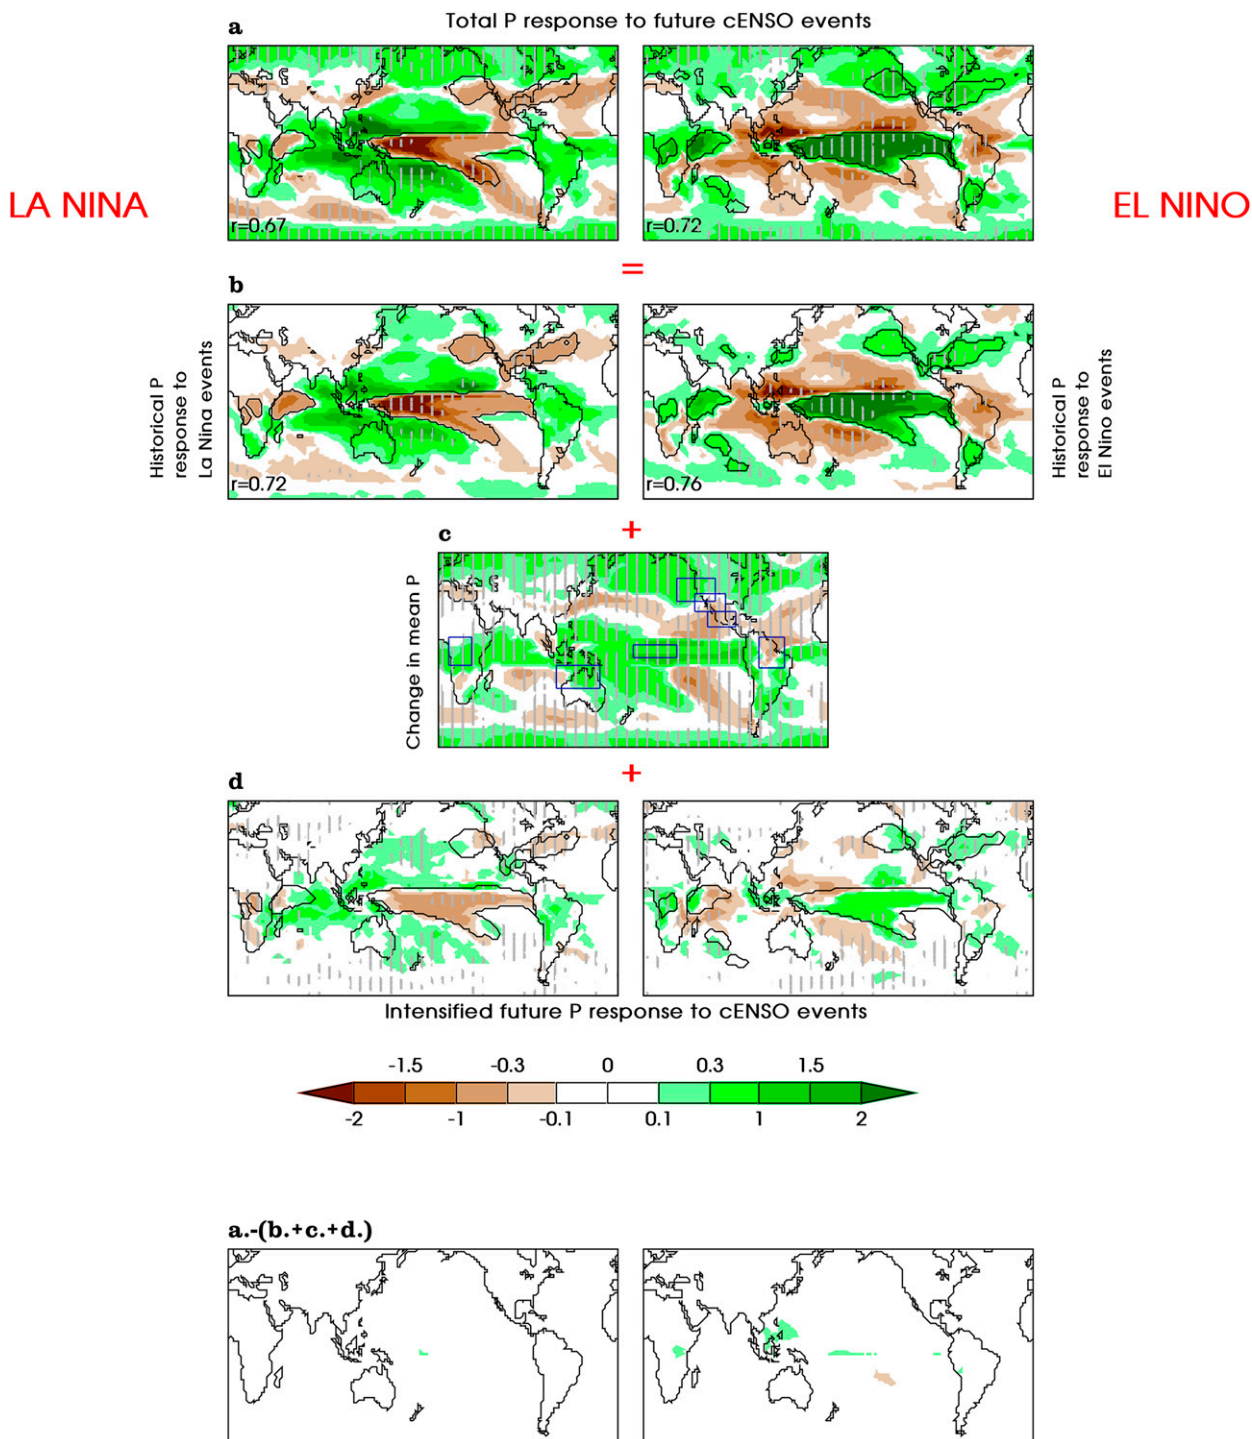 Total P response to future cENSO events
a
LA NINA
EL NINO
r=0.67
r=0.72
=
b
Historical P
response to
La Nina events
Historical P
response to
El Nino events
r=0.72
r=0.76
+
c
Change in mean P
+
d
Intensified future P response to cENSO events
-1.5 -0.3 0 0.3 1.5
-2 -1 -0.1 0.1 1 2
a.-(b.+c.+d.)